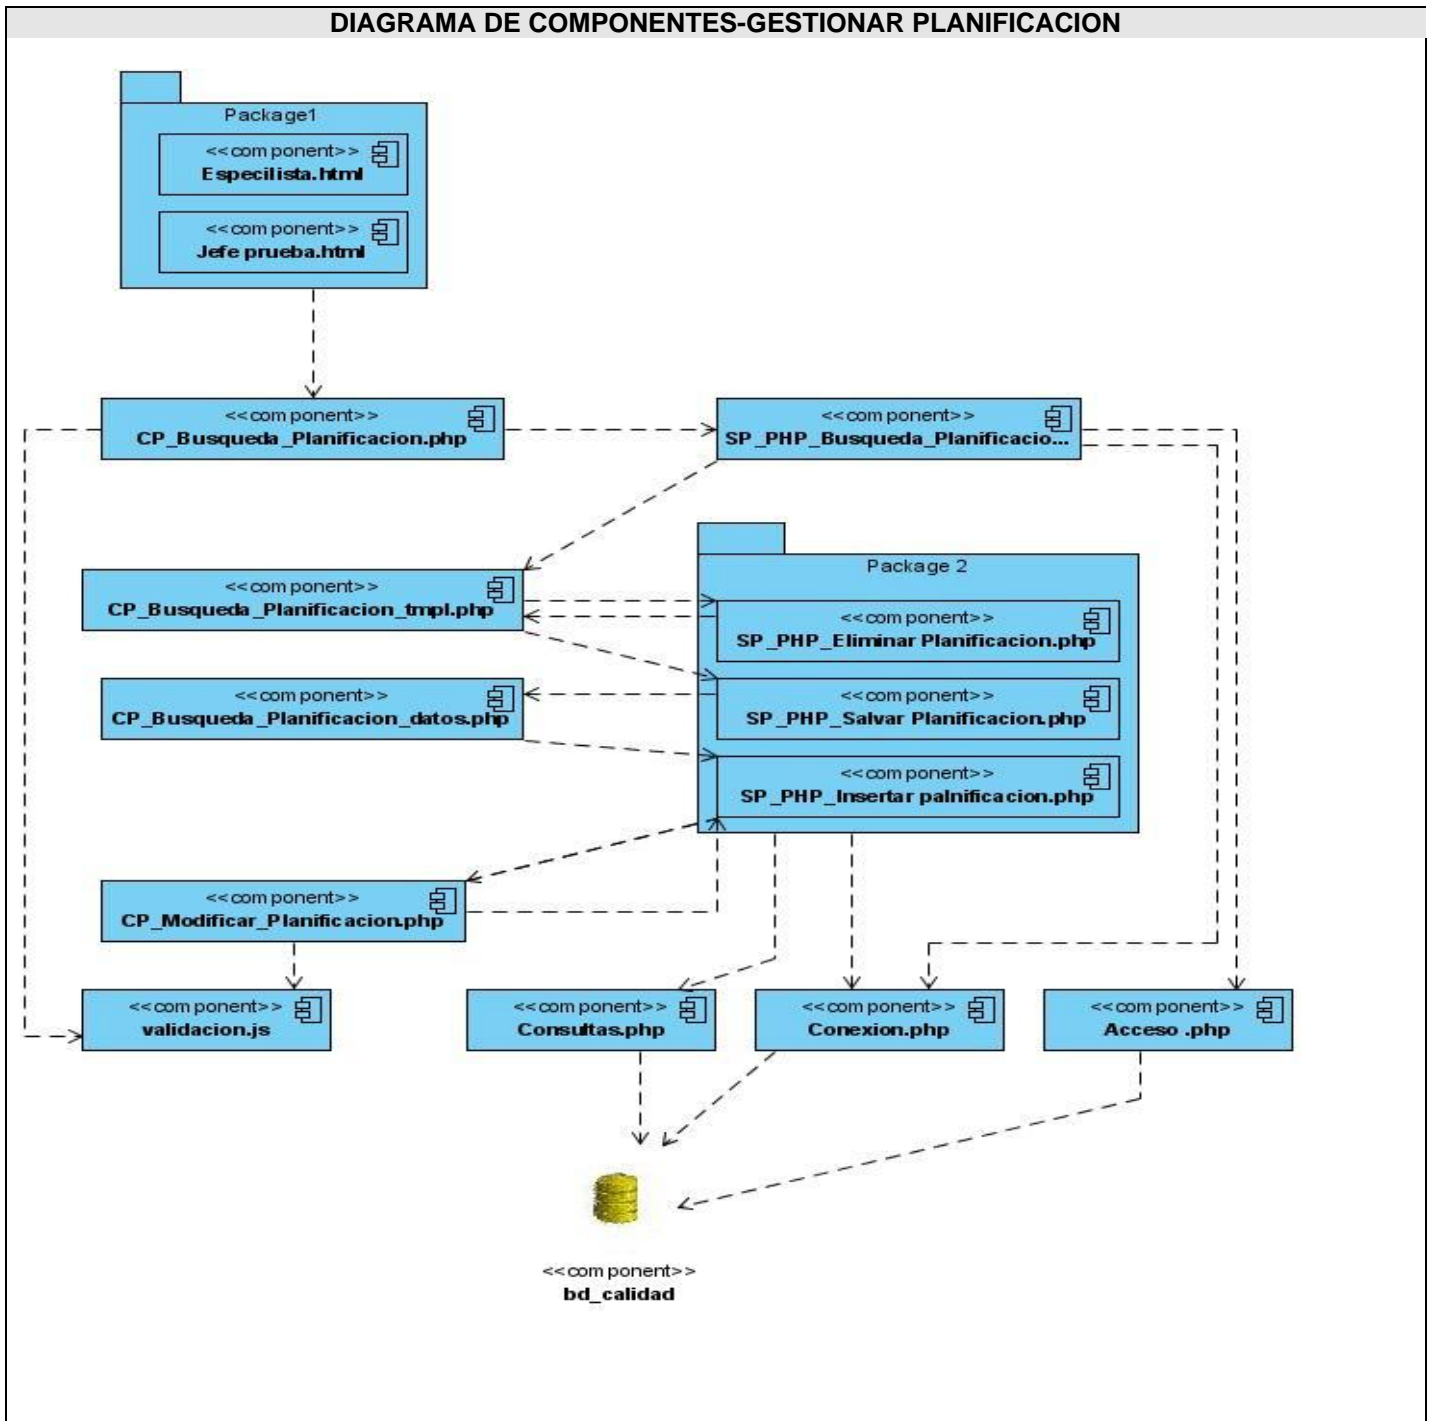 DIAGRAMA DE COMPONENTES-GESTIONAR PLANIFICACION
Package1
<<component>>
Especilista.html
<<component>>
Jefe prueba.html
<<component>>
CP_Busqueda_Planificacion.php
<<component>>
SP_PHP_Busqueda_Planificacio...
Package 2
<<component>>
CP_Busqueda_Planificacion_tmpl.php
<<component>>
SP_PHP_Eliminar Planificacion.php
<<component>>
CP_Busqueda_Planificacion_datos.php
<<component>>
SP_PHP_Salvar Planificacion.php
<<component>>
SP_PHP_Insertar palnificacion.php
<<component>>
CP_Modificar_Planificacion.php
<<component>>
validacion.js
<<component>>
Consultas.php
<<component>>
Conexion.php
<<component>>
Acceso .php
<<component>>
bd_calidad